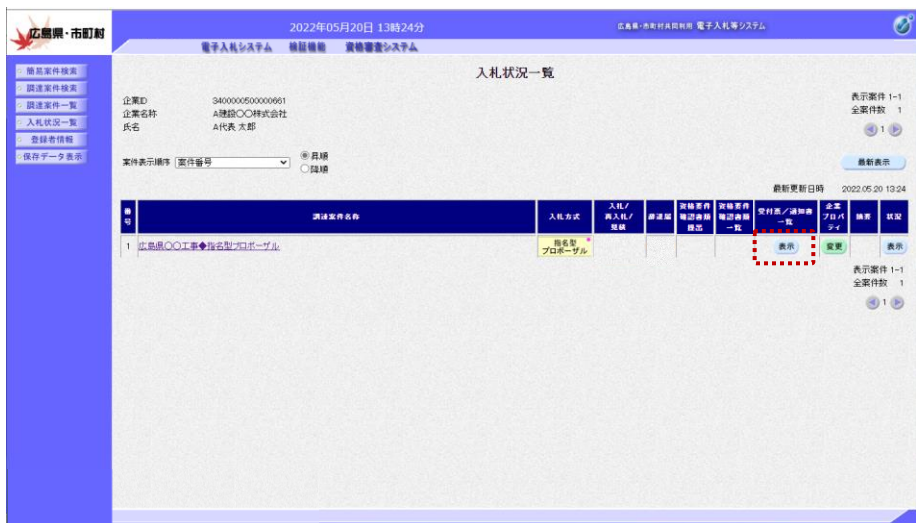 広島県・市町村
2022年05月20日 13時24分
広島県・市町村共同利用 電子入札等システム
電子入札システム 検証機能 資格審査システム
簡易案件検索
調達案件検索
調達案件一覧
入札状況一覧
登録者情報
保存データ表示
入札状況一覧
企業ID 3400000500000661
企業名称 A建設〇〇株式会社
氏名 A代表 太郎
表示案件 1-1
全案件数 1
1
案件表示順序 案件番号
昇順
降順
最新表示
最新更新日時 2022.05.20 13:24
番号 調達案件名称 入札方式 入札/再入札/見積 辞退届 資格要件確認書類提出 資格要件確認書類一覧 受付票/通知書一覧 企業プロパティ 摘要 状況
1 広島県〇〇工事◆指名型プロポーザル 指名型プロポーザル 表示 変更 表示
表示案件 1-1
全案件数 1
1